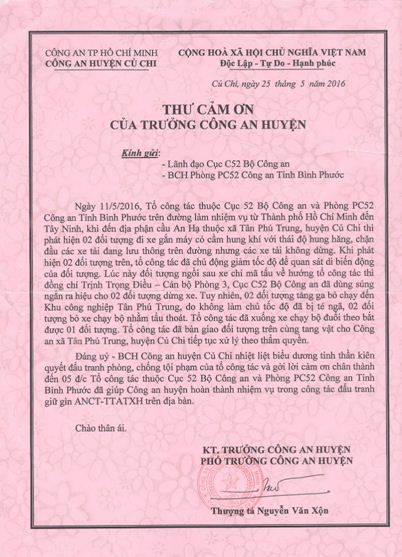 CÔNG AN TP HỒ CHÍ MINH
CÔNG AN HUYỆN CỦ CHI
CỘNG HOÀ XÃ HỘI CHỦ NGHĨA VIỆT NAM
Độc Lập - Tự Do - Hạnh phúc
Củ Chi, ngày 25 tháng 5 năm 2016
THƯ CẢM ƠN
CỦA TRƯỞNG CÔNG AN HUYỆN
Kính gửi:
- Lãnh đạo Cục C52 Bộ Công an
- BCH Phòng PC52 Công an Tỉnh Bình Phước
Ngày 11/5/2016, Tổ công tác thuộc Cục 52 Bộ Công an và Phòng PC52
Công an Tỉnh Bình Phước trên đường làm nhiệm vụ từ Thành phố Hồ Chí Minh đến
Tây Ninh, khi đến địa phận cầu An Hạ thuộc xã Tân Phú Trung, huyện Củ Chi thì
phát hiện 02 đối tượng đi xe gắn máy có cầm hung khí với thái độ hung hăng, chặn
đầu các xe tải đang lưu thông trên đường nhưng các xe tải không dừng. Khi phát
hiện 02 đối tượng trên, tổ công tác đã chủ động giảm tốc độ để quan sát di biến động
của đối tượng. Lúc này đối tượng ngồi sau xe chỉ mã tấu về hướng tổ công tác thì
đồng chí Trịnh Trọng Điều – Cán bộ Phòng 3, Cục C52 Bộ Công an đã dùng súng
ngắn ra hiệu cho 02 đối tượng dừng xe. Tuy nhiên, 02 đối tượng tăng ga bỏ chạy đến
Khu công nghiệp Tân Phú Trung, do không làm chủ tốc độ đã bị té ngã, 02 đối
tượng bỏ xe chạy bộ nhằm tẩu thoát. Tổ công tác đã xuống xe chạy bộ đuổi theo bắt
được 01 đối tượng. Tổ công tác đã bàn giao đối tượng trên cùng tang vật cho Công
an xã Tân Phú Trung, huyện Củ Chi tiếp tục xử lý theo thẩm quyền.
Đảng uỷ - BCH Công an huyện Củ Chi nhiệt liệt biểu dương tinh thần kiên
quyết đấu tranh phòng, chống tội phạm của tổ công tác và gởi lời cảm ơn chân thành
đến 05 đ/c Tổ công tác thuộc Cục 52 Bộ Công an và Phòng PC52 Công an Tỉnh
Bình Phước đã giúp Công an huyện hoàn thành nhiệm vụ trong công tác đấu tranh
giữ gìn ANCT-TTATXH trên địa bàn.
Chào thân ái.
KT. TRƯỞNG CÔNG AN HUYỆN
PHÓ TRƯỞNG CÔNG AN HUYỆN
Thượng tá Nguyễn Văn Xộn